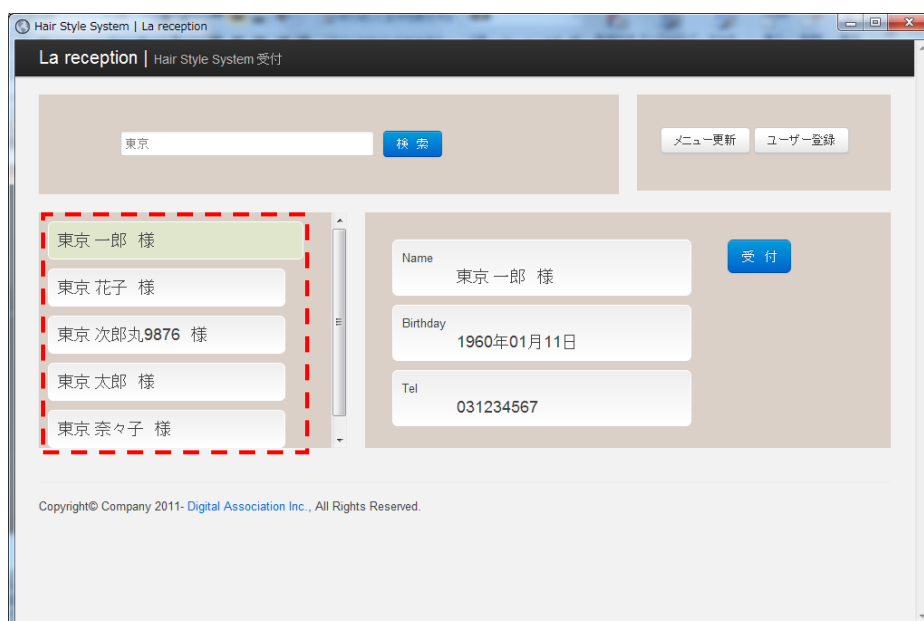 Hair Style System | La reception
La reception | Hair Style System 受付
東京
検 索
メニュー更新
ユーザー登録
東京 一郎 様
東京 花子 様
東京 次郎丸9876 様
東京 太郎 様
東京 奈々子 様
Name
東京 一郎 様
Birthday
1960年01月11日
Tel
031234567
受 付
Copyright© Company 2011- Digital Association Inc., All Rights Reserved.